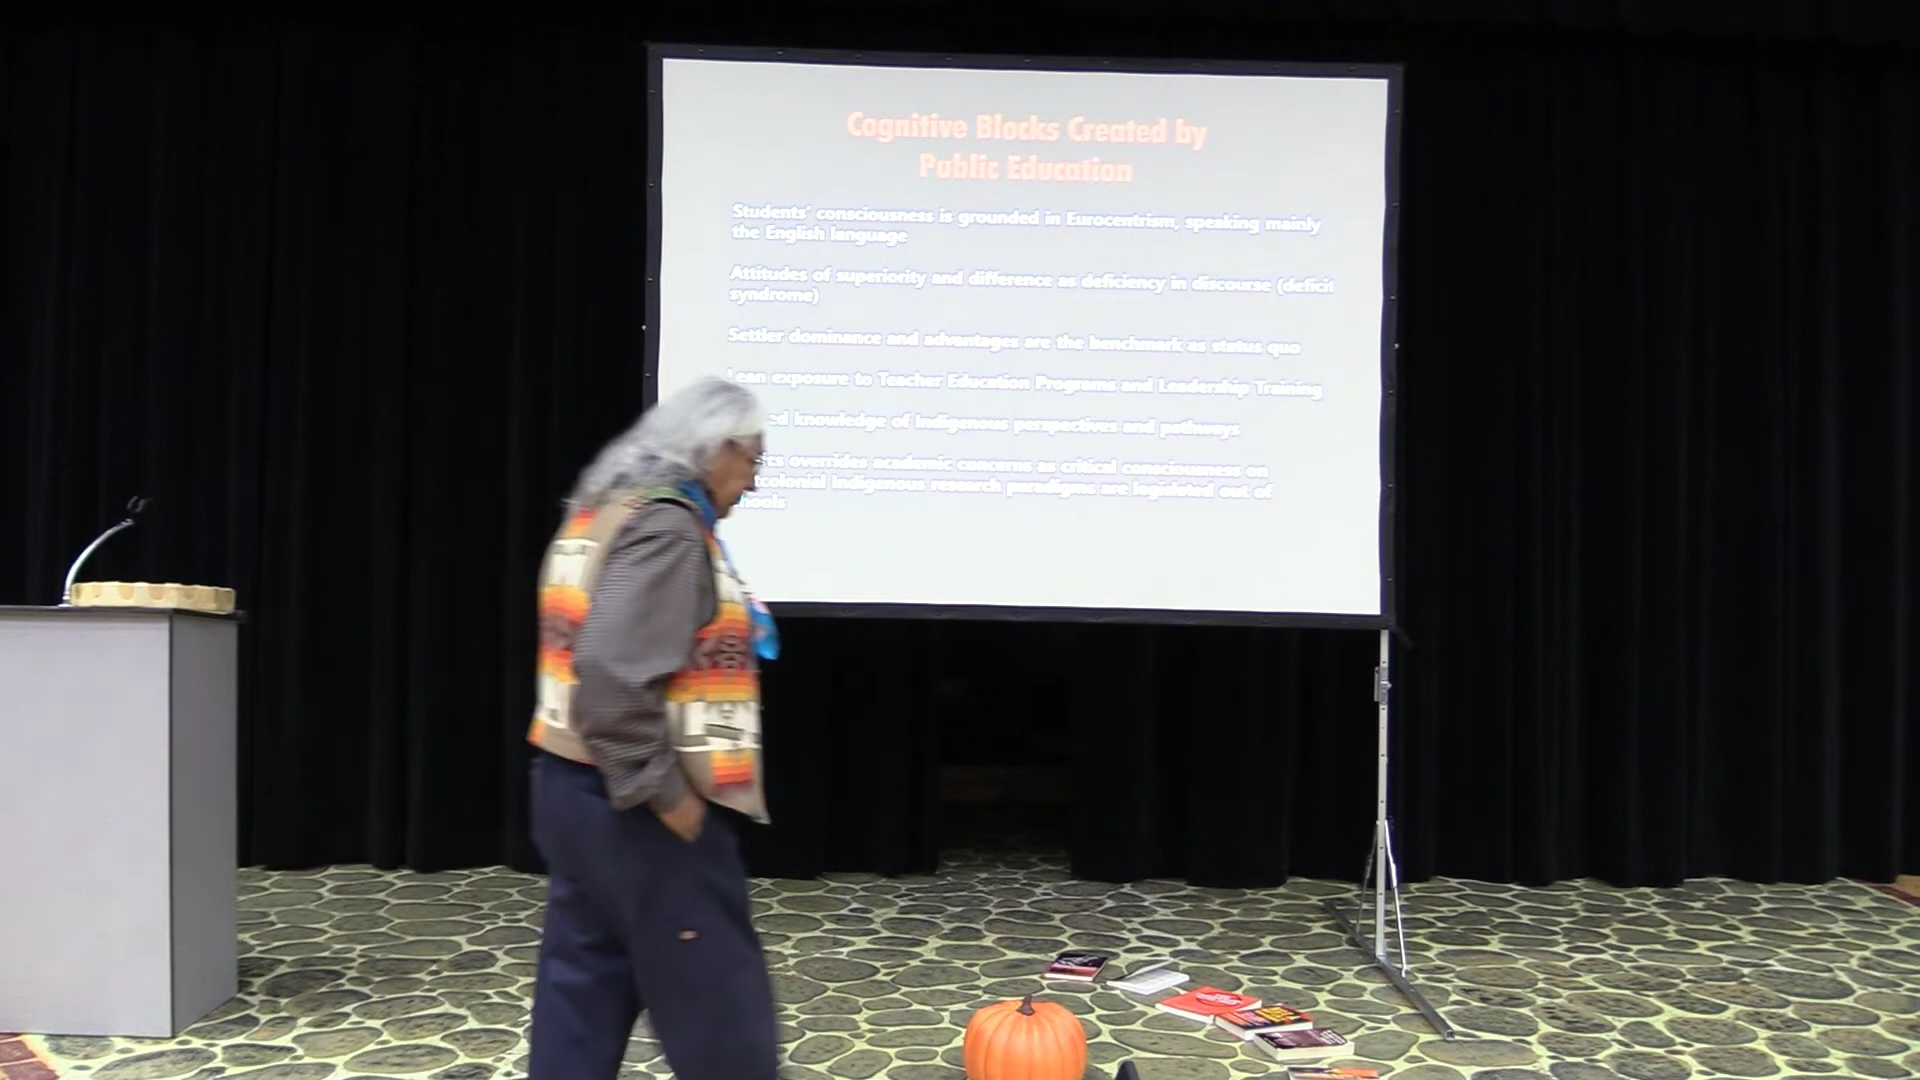 Cognitive Blocks Created by
Public Education
Students' consciousness is grounded in Eurocentrism, speaking mainly
the English language
Attitudes of superiority and difference as deficiency in discourse (deficit
syndrome)
Settler dominance and advantages are the benchmark as status quo
exposure to Teacher Education Programs and Leadership Training
knowledge of Indigenous perspectives and pathways
overrides academic concerns as critical consciousness on
Indigenous research paradigms are legislated out of